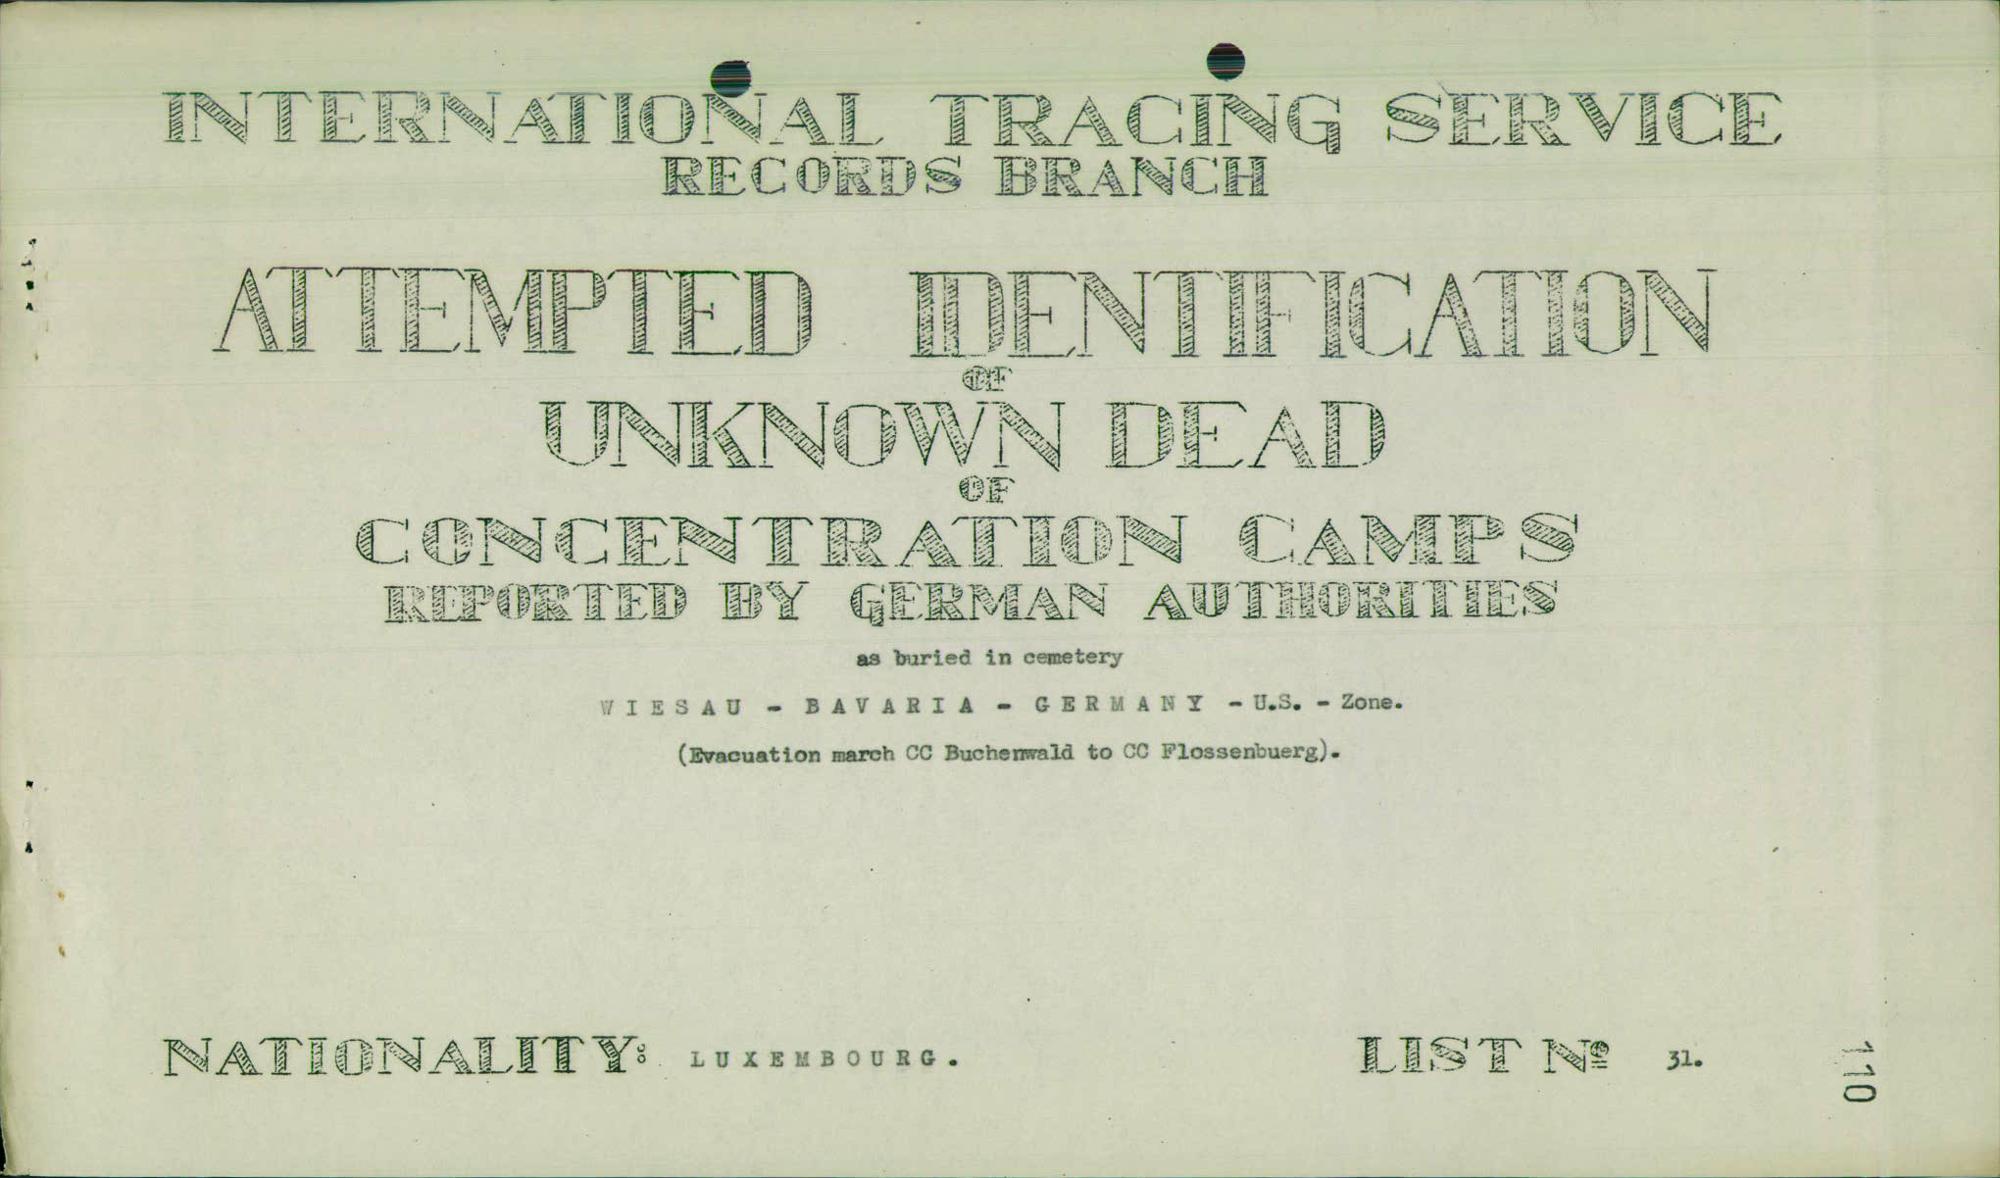 INTERNATIONAL TRACING SERVICE
RECORDS BRANCH
ATTEMPTED IDENTIFICATION
OF
UNKNOWN DEAD
OF
CONCENTRATION CAMPS
REPORTED BY GERMAN AUTHORITIES
as buried in cemetery
WIESAU - BAVARIA - GERMANY - U.S. - Zone.
(Evacuation march CC Buchenwald to CC Flossenbuerg).
NATIONALITY: LUXEMBOURG. LIST Nº 31.
110